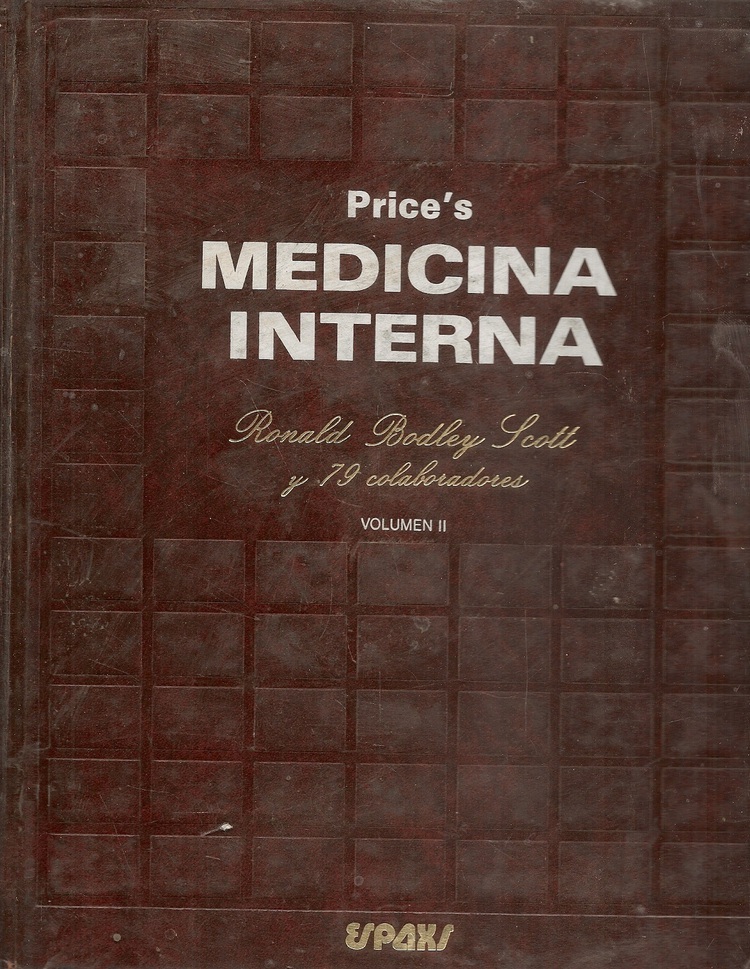 Price's
MEDICINA
INTERNA
Ronald Bodley Scott
y 79 colaboradores
VOLUMEN II
ESPAXS